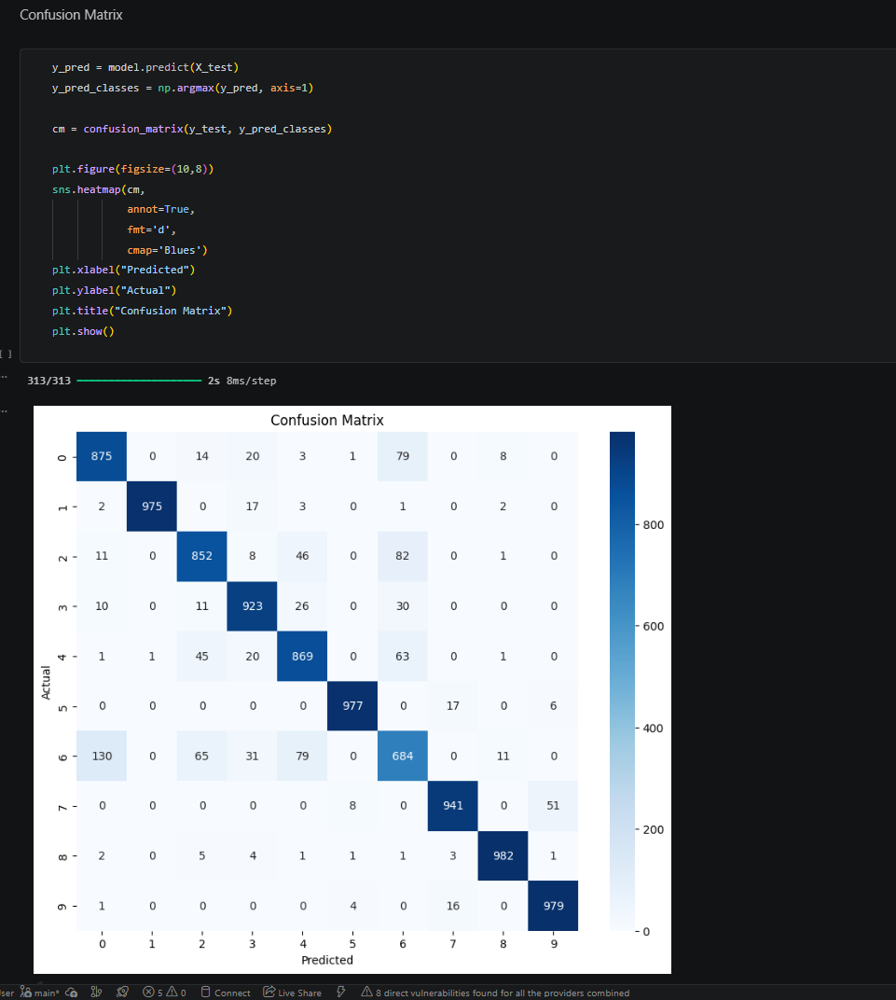 Confusion Matrix
y_pred = model.predict(X_test)
y_pred_classes = np.argmax(y_pred, axis=1)
cm = confusion_matrix(y_test, y_pred_classes)
plt.figure(figsize=(10,8))
sns.heatmap(cm,
annot=True,
fmt='d',
cmap='Blues')
plt.xlabel("Predicted")
plt.ylabel("Actual")
plt.title("Confusion Matrix")
plt.show()
[ ]
...
313/313 ━━━━━━━━━━━━━━━━━━━━ 2s 8ms/step
...
Confusion Matrix
0 875 0 14 20 3 1 79 0 8 0
1 2 975 0 17 3 0 1 0 2 0
2 11 0 852 8 46 0 82 0 1 0
3 10 0 11 923 26 0 30 0 0 0
4 1 1 45 20 869 0 63 0 1 0
5 0 0 0 0 0 977 0 17 0 6
6 130 0 65 31 79 0 684 0 11 0
7 0 0 0 0 0 8 0 941 0 51
8 2 0 5 4 1 1 1 3 982 1
9 1 0 0 0 0 4 0 16 0 979
Actual
0 1 2 3 4 5 6 7 8 9
Predicted
800
600
400
200
0
ser main* 5 0 Connect Live Share 8 direct vulnerabilities found for all the providers combined